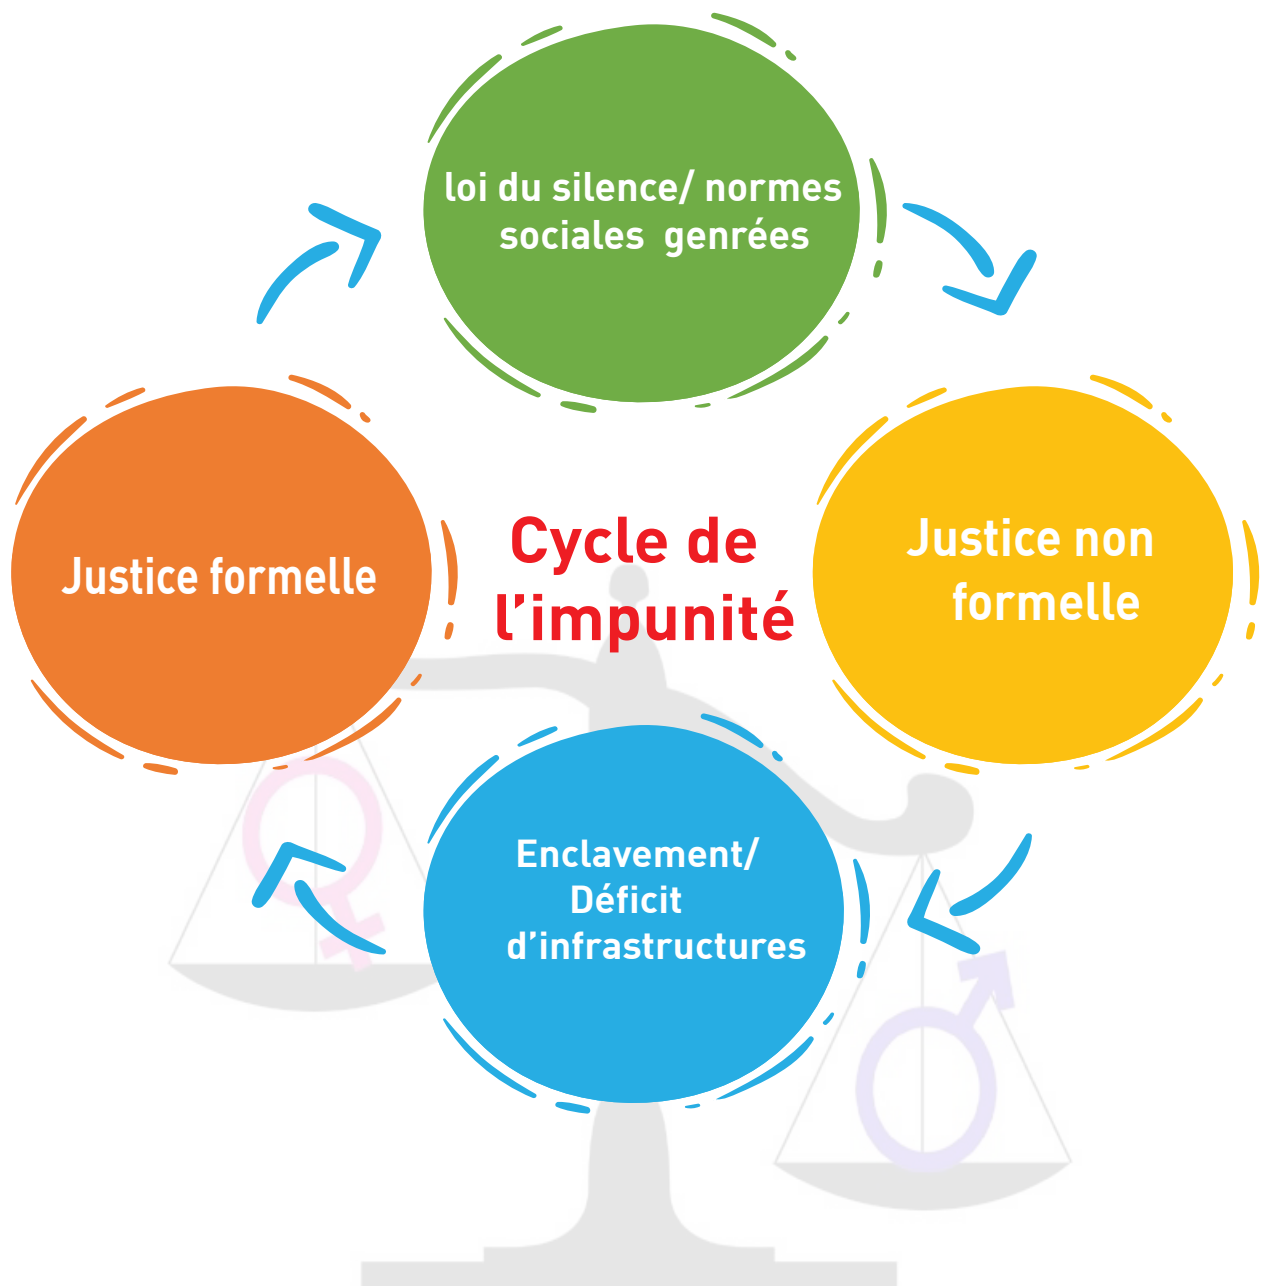 loi du silence/ normes
sociales genrées
Justice non
formelle
Enclavement/
Déficit
d’infrastructures
Justice formelle
Cycle de
l’impunité